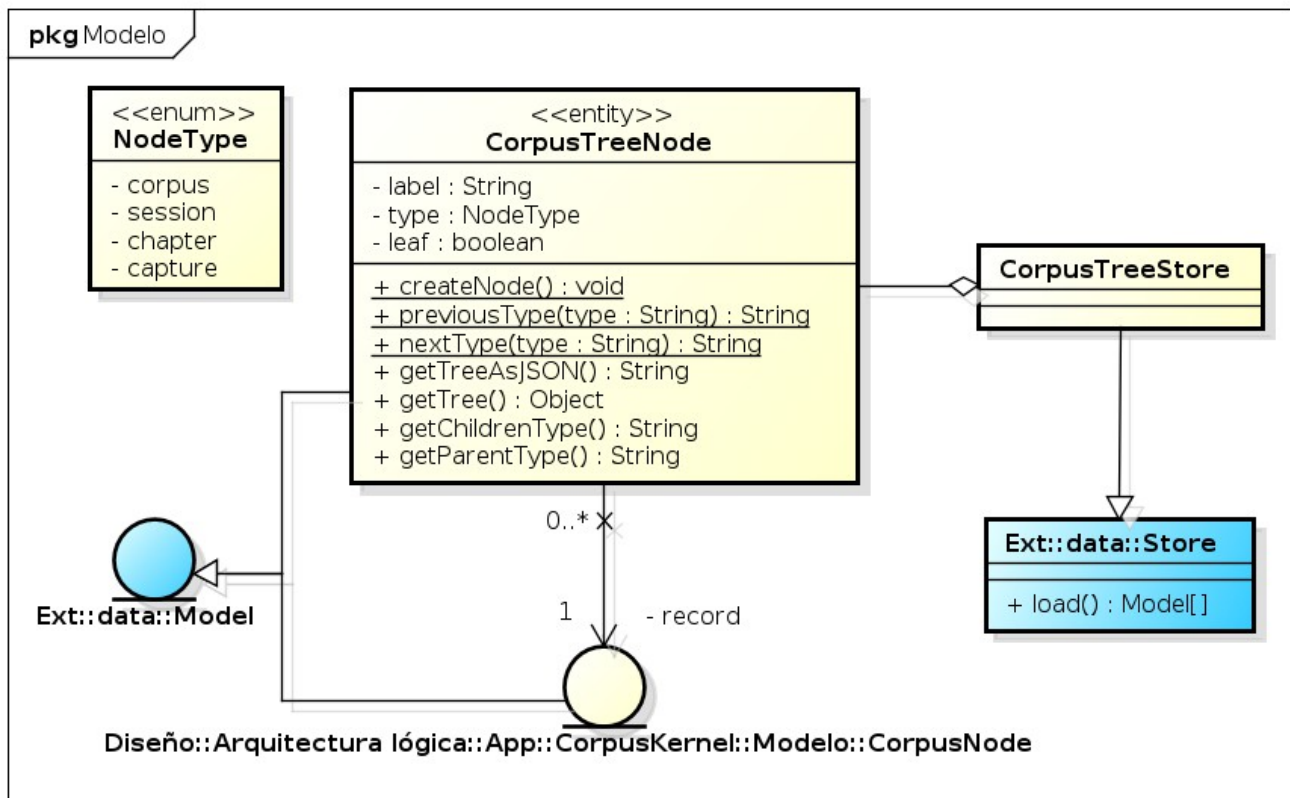 pkg Modelo
<<enum>>
NodeType
- corpus
- session
- chapter
- capture
<<entity>>
CorpusTreeNode
- label : String
- type : NodeType
- leaf : boolean
+ createNode() : void
+ previousType(type : String) : String
+ nextType(type : String) : String
+ getTreeAsJSON() : String
+ getTree() : Object
+ getChildrenType() : String
+ getParentType() : String
CorpusTreeStore
Ext::data::Store
+ load() : Model[]
0..*
1
- record
Ext::data::Model
Diseño::Arquitectura lógica::App::CorpusKernel::Modelo::CorpusNode